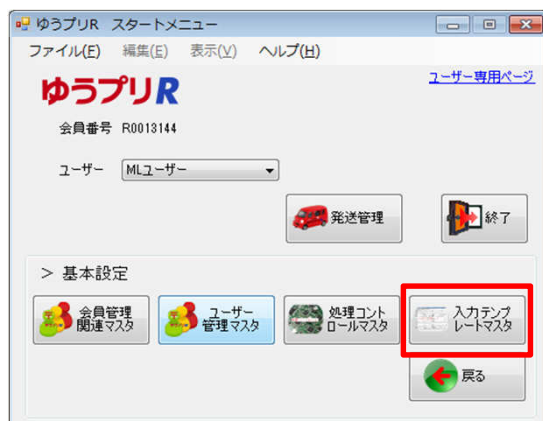 ゆうプリR スタートメニュー
ファイル(F) 編集(E) 表示(V) ヘルプ(H)
ゆうプリR
ユーザー専用ページ
会員番号 R0013144
ユーザー MLユーザー
発送管理
終了
> 基本設定
会員管理
関連マスタ
ユーザー
管理マスタ
処理コント
ロールマスタ
入力テンプ
レートマスタ
戻る